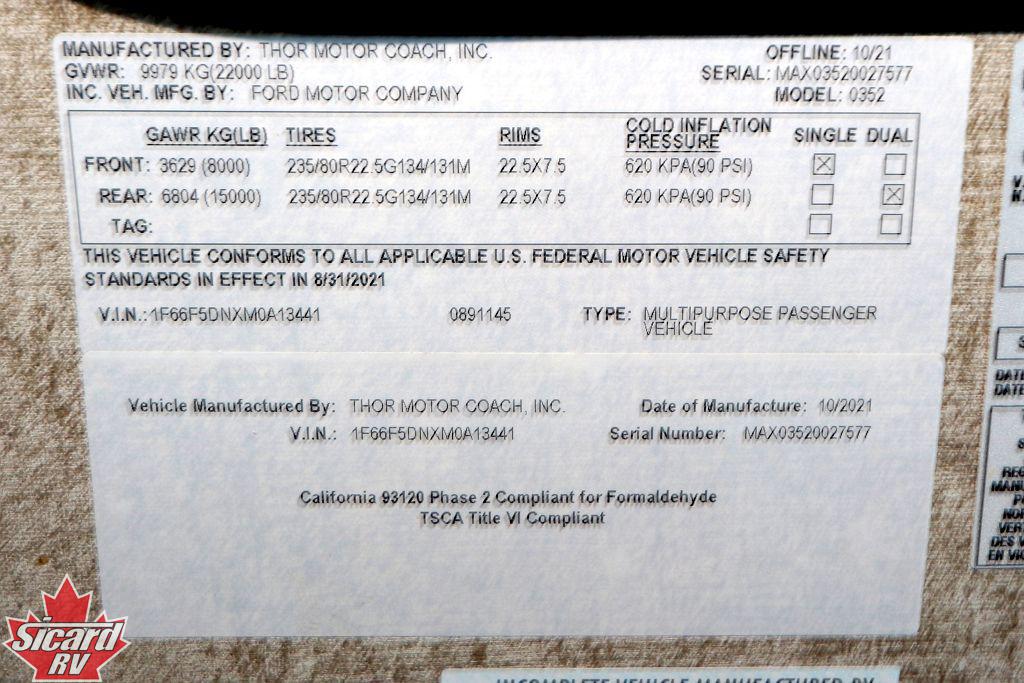 MANUFACTURED BY: THOR MOTOR COACH, INC. OFFLINE: 10/21
GVWR: 9979 KG(22000 LB) SERIAL: MAX03520027577
INC. VEH. MFG. BY: FORD MOTOR COMPANY MODEL: 0352
GAWR KG(LB) TIRES RIMS COLD INFLATION PRESSURE SINGLE DUAL
FRONT: 3629 (8000) 235/80R22.5G134/131M 22.5X7.5 620 KPA(90 PSI) ☒ ☐
REAR: 6804 (15000) 235/80R22.5G134/131M 22.5X7.5 620 KPA(90 PSI) ☐ ☒
TAG: ☐ ☐
THIS VEHICLE CONFORMS TO ALL APPLICABLE U.S. FEDERAL MOTOR VEHICLE SAFETY
STANDARDS IN EFFECT IN 8/31/2021
V.I.N.: 1F66F5DNXM0A13441 0891145 TYPE: MULTIPURPOSE PASSENGER
VEHICLE
Vehicle Manufactured By: THOR MOTOR COACH, INC. Date of Manufacture: 10/2021
V.I.N.: 1F66F5DNXM0A13441 Serial Number: MAX03520027577
California 93120 Phase 2 Compliant for Formaldehyde
TSCA Title VI Compliant
Sicard
RV
INCOMPLETE VEHICLE MANUFACTURED BY